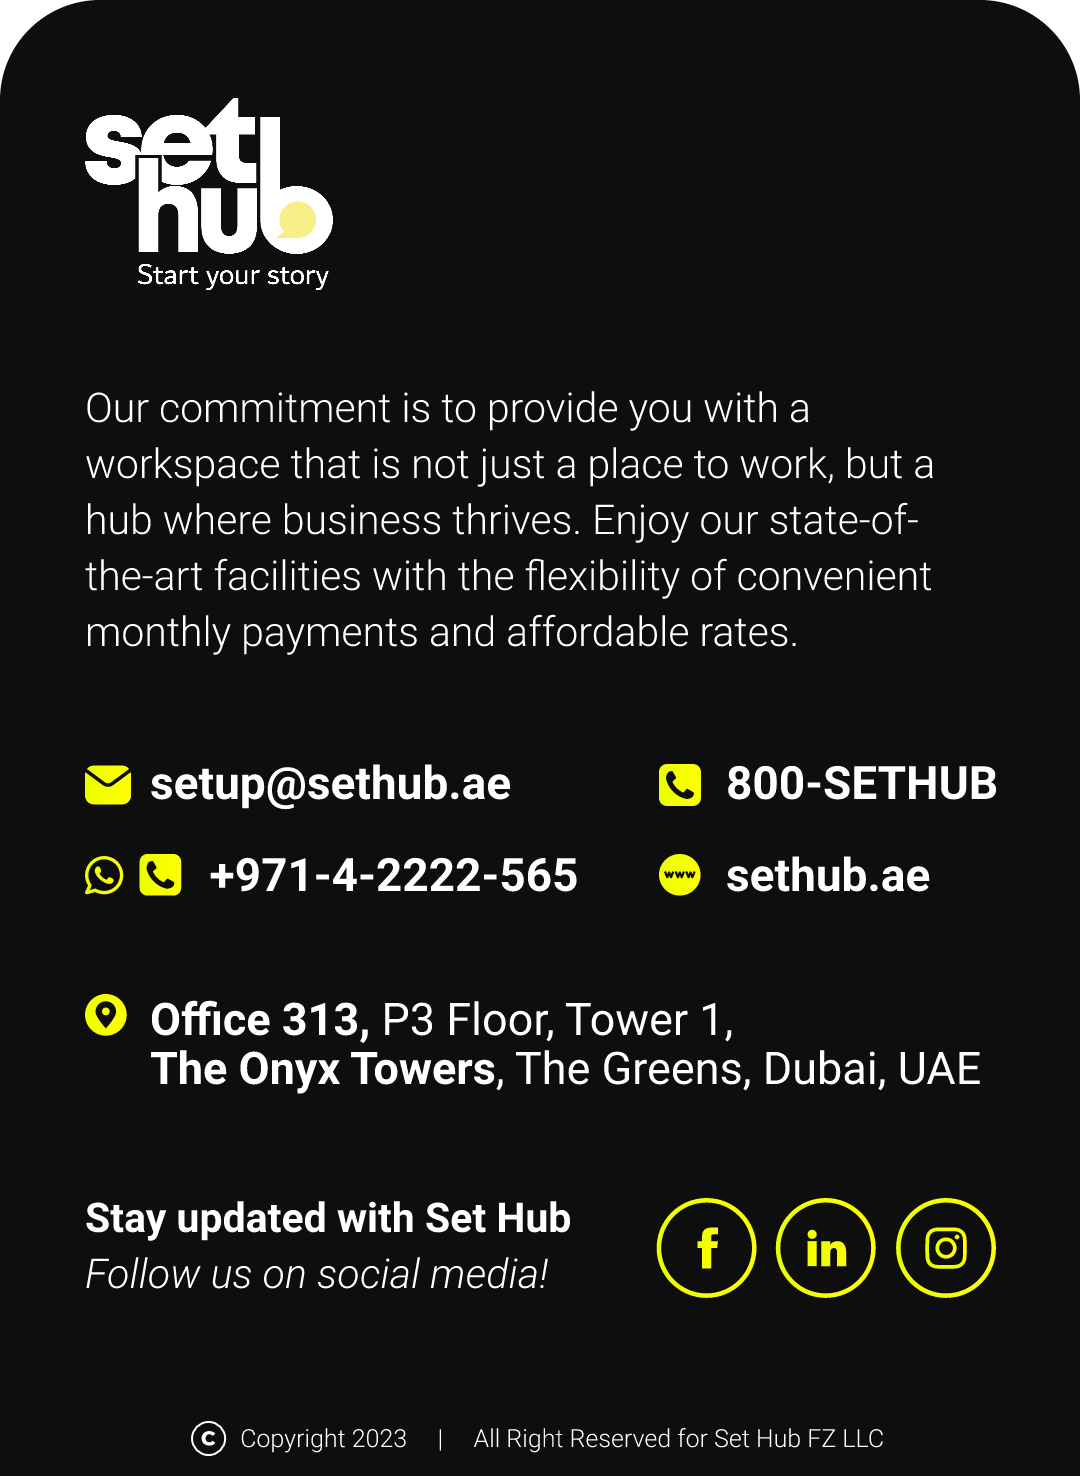 set
hub
Start your story
Our commitment is to provide you with a
workspace that is not just a place to work, but a
hub where business thrives. Enjoy our state-of-
the-art facilities with the flexibility of convenient
monthly payments and affordable rates.
setup@sethub.ae
800-SETHUB
+971-4-2222-565
www
sethub.ae
Office 313, P3 Floor, Tower 1,
The Onyx Towers, The Greens, Dubai, UAE
Stay updated with Set Hub
Follow us on social media!
f
in
© Copyright 2023 | All Right Reserved for Set Hub FZ LLC